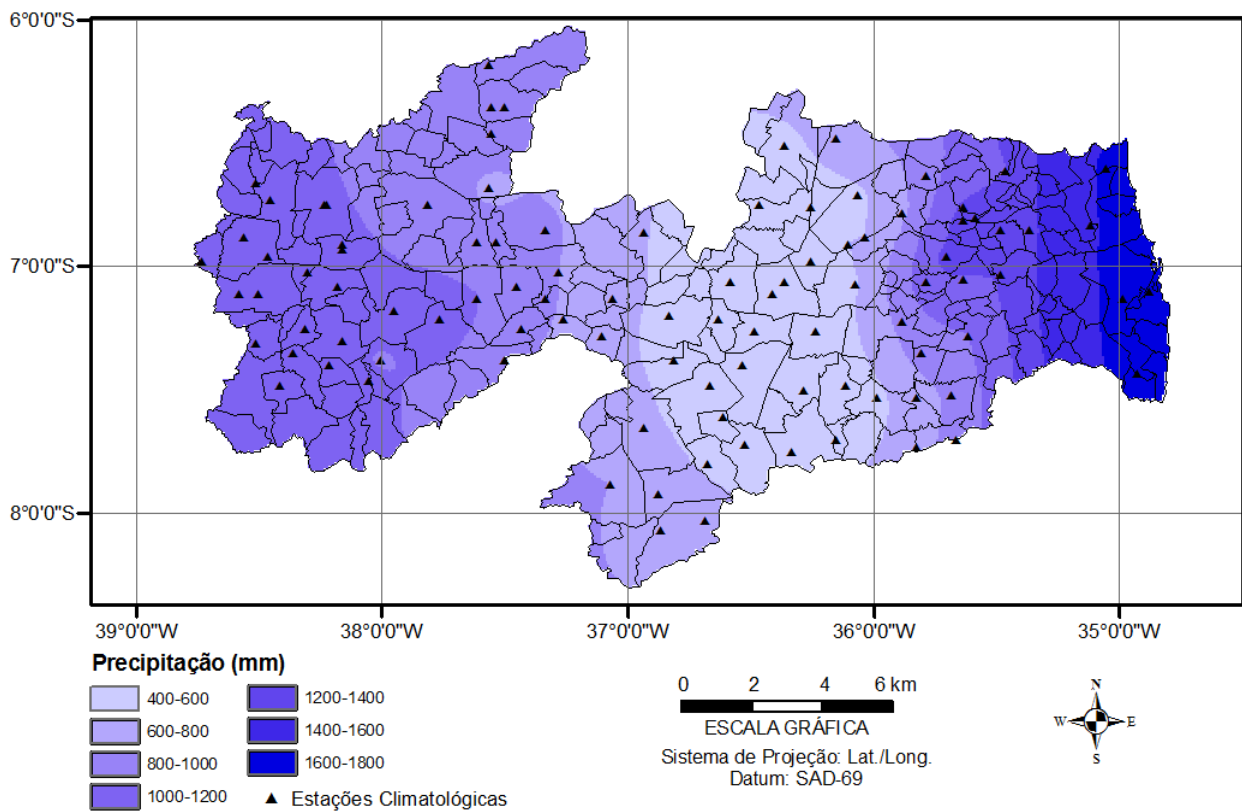 6°0'0"S
7°0'0"S
8°0'0"S
39°0'0"W
38°0'0"W
37°0'0"W
36°0'0"W
35°0'0"W
Precipitação (mm)
400-600
600-800
800-1000
1000-1200
1200-1400
1400-1600
1600-1800
Estações Climatológicas
0 2 4 6 km
ESCALA GRÁFICA
Sistema de Projeção: Lat./Long.
Datum: SAD-69
N
W E
S